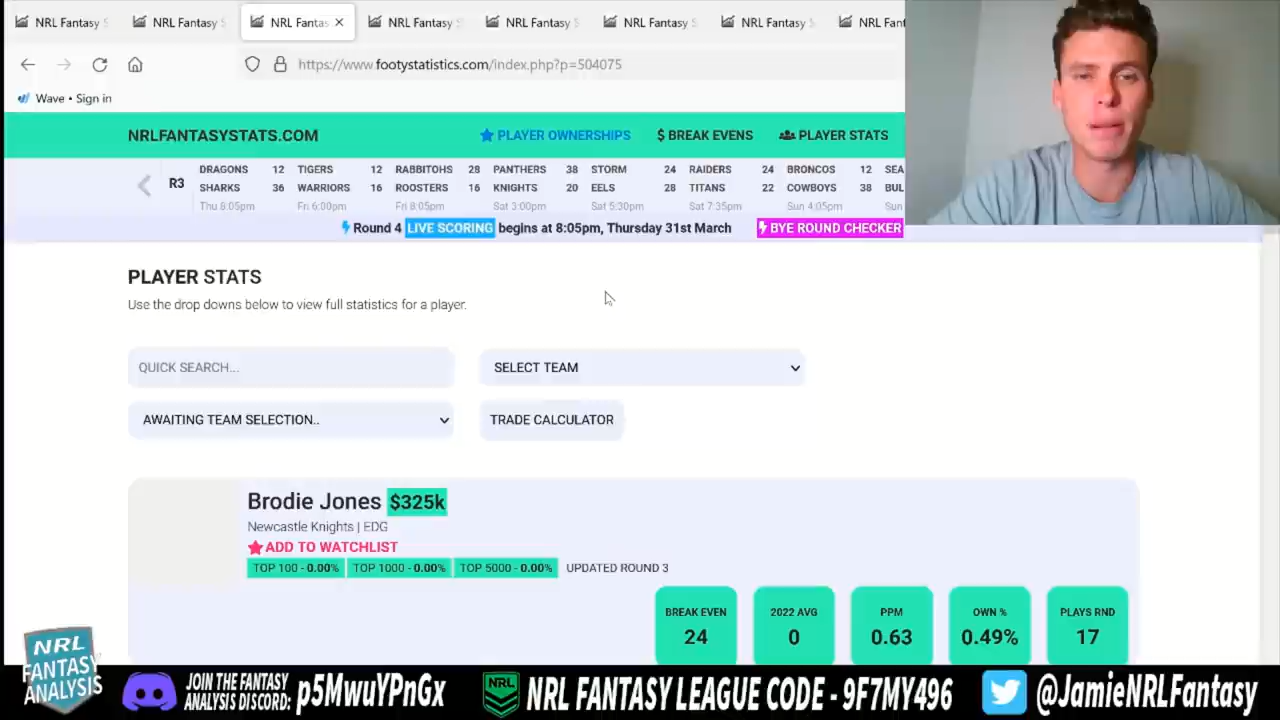 NRL Fantasy S
NRL Fantasy S
NRL Fantas
NRL Fantasy S
NRL Fantasy S
NRL Fantasy S
NRL Fantasy S
NRL Fant
https://www.footystatistics.com/index.php?p=504075
Wave • Sign in
NRLFANTASYSTATS.COM
PLAYER OWNERSHIPS
$ BREAK EVENS
PLAYER STATS
R3
DRAGONS 12 TIGERS 12 RABBITOHS 28 PANTHERS 38 STORM 24 RAIDERS 24 BRONCOS 12 SEA
SHARKS 36 WARRIORS 16 ROOSTERS 16 KNIGHTS 20 EELS 28 TITANS 22 COWBOYS 38 BUL
Thu 8:05pm Fri 6:00pm Fri 8:05pm Sat 3:00pm Sat 5:30pm Sat 7:35pm Sun 4:05pm Sun
Round 4 LIVE SCORING begins at 8:05pm, Thursday 31st March BYE ROUND CHECKER
PLAYER STATS
Use the drop downs below to view full statistics for a player.
QUICK SEARCH...
SELECT TEAM
AWAITING TEAM SELECTION..
TRADE CALCULATOR
Brodie Jones $325k
Newcastle Knights | EDG
ADD TO WATCHLIST
TOP 100 - 0.00% TOP 1000 - 0.00% TOP 5000 - 0.00% UPDATED ROUND 3
BREAK EVEN 2022 AVG PPM OWN % PLAYS RND
24 0 0.63 0.49% 17
NRL
FANTASY
ANALYSIS
JOIN THE FANTASY
ANALYSIS DISCORD:
p5MwuYPnGx
NRL
NRL FANTASY LEAGUE CODE - 9F7MY496
@JamieNRLFantasy